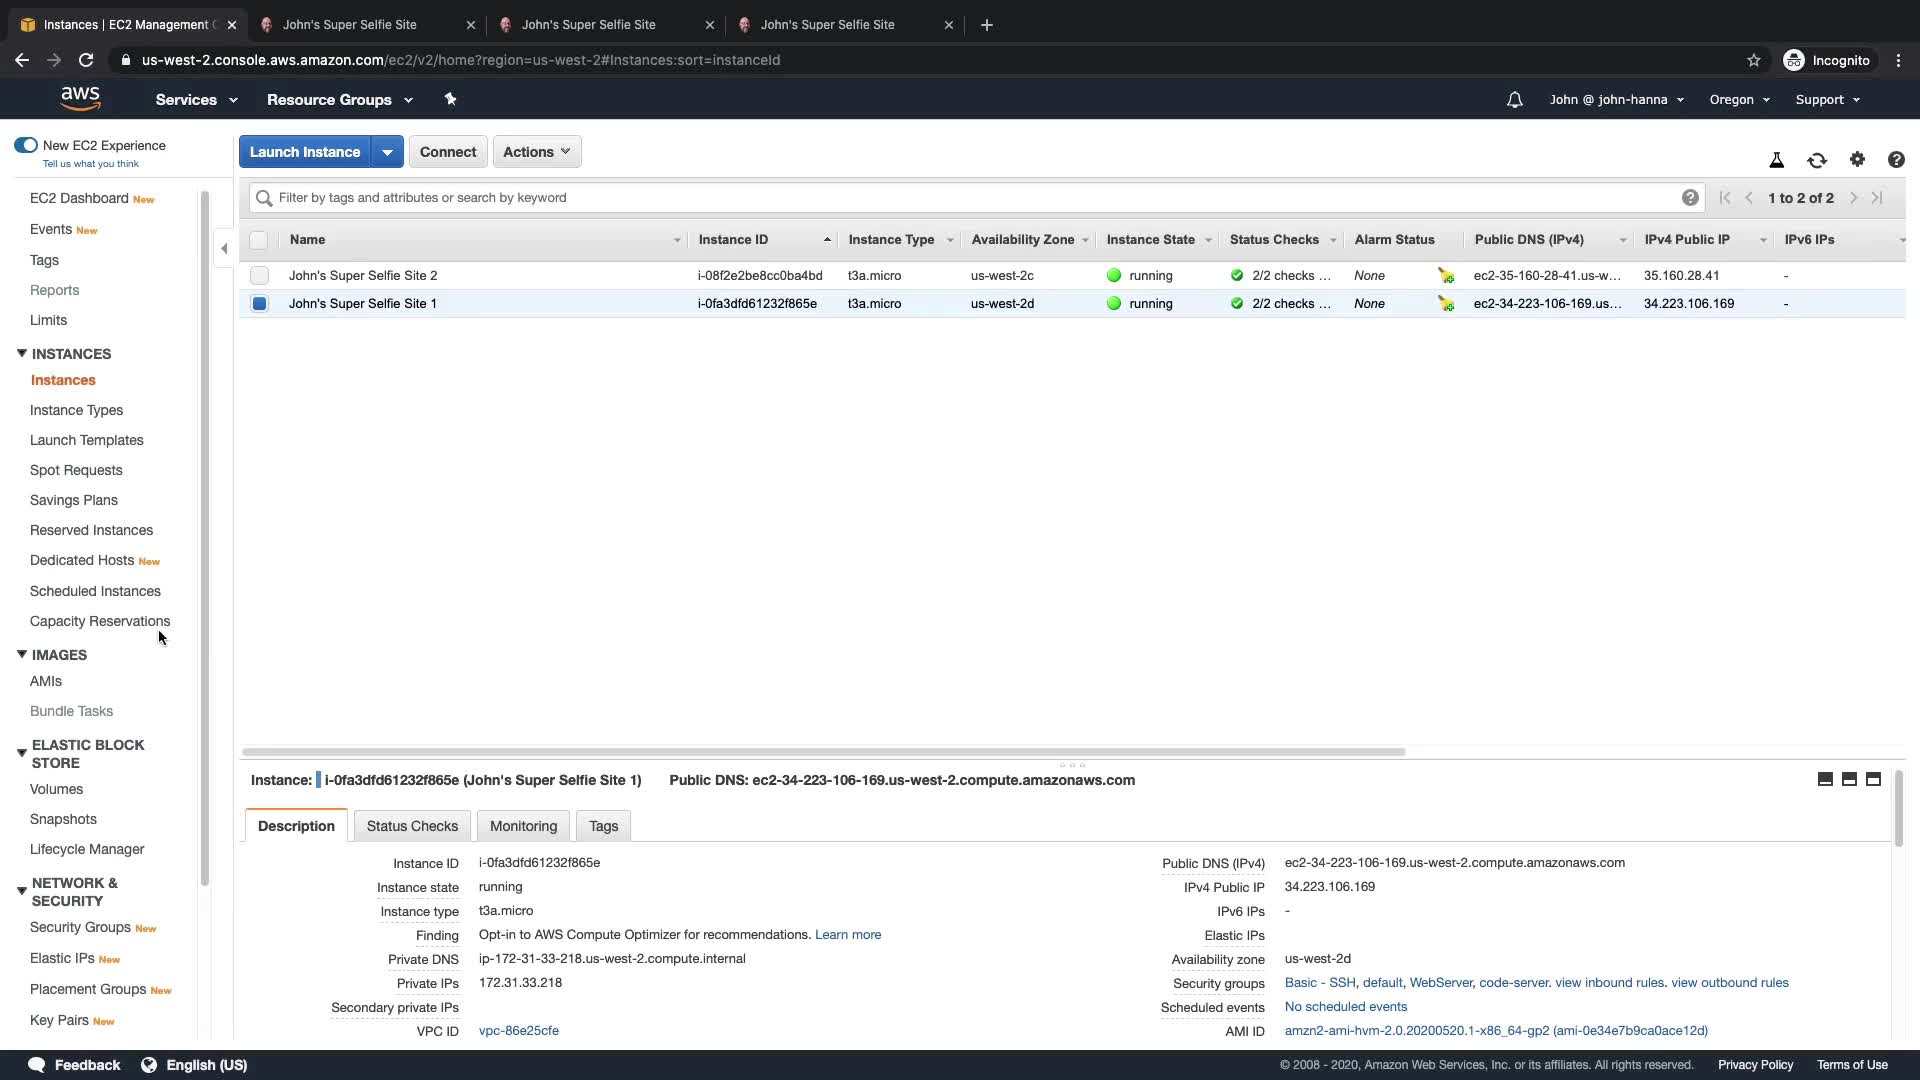 Instances | EC2 Management C
John's Super Selfie Site
John's Super Selfie Site
John's Super Selfie Site
us-west-2.console.aws.amazon.com/ec2/v2/home?region=us-west-2#Instances:sort=instanceId
Incognito
aws
Services
Resource Groups
John @ john-hanna
Oregon
Support
New EC2 Experience
Tell us what you think
EC2 Dashboard New
Events New
Tags
Reports
Limits
INSTANCES
Instances
Instance Types
Launch Templates
Spot Requests
Savings Plans
Reserved Instances
Dedicated Hosts New
Scheduled Instances
Capacity Reservations
IMAGES
AMIs
Bundle Tasks
ELASTIC BLOCK
STORE
Volumes
Snapshots
Lifecycle Manager
NETWORK &
SECURITY
Security Groups New
Elastic IPs New
Placement Groups New
Key Pairs New
Launch Instance
Connect
Actions
Filter by tags and attributes or search by keyword
1 to 2 of 2
Name Instance ID Instance Type Availability Zone Instance State Status Checks Alarm Status Public DNS (IPv4) IPv4 Public IP IPv6 IPs
John's Super Selfie Site 2 i-08f2e2be8cc0ba4bd t3a.micro us-west-2c running 2/2 checks ... None ec2-35-160-28-41.us-w... 35.160.28.41 -
John's Super Selfie Site 1 i-0fa3dfd61232f865e t3a.micro us-west-2d running 2/2 checks ... None ec2-34-223-106-169.us... 34.223.106.169 -
Instance: i-0fa3dfd61232f865e (John's Super Selfie Site 1) Public DNS: ec2-34-223-106-169.us-west-2.compute.amazonaws.com
Description
Status Checks
Monitoring
Tags
Instance ID i-0fa3dfd61232f865e
Instance state running
Instance type t3a.micro
Finding Opt-in to AWS Compute Optimizer for recommendations. Learn more
Private DNS ip-172-31-33-218.us-west-2.compute.internal
Private IPs 172.31.33.218
Secondary private IPs
VPC ID vpc-86e25cfe
Public DNS (IPv4) ec2-34-223-106-169.us-west-2.compute.amazonaws.com
IPv4 Public IP 34.223.106.169
IPv6 IPs -
Elastic IPs
Availability zone us-west-2d
Security groups Basic - SSH, default, WebServer, code-server. view inbound rules. view outbound rules
Scheduled events No scheduled events
AMI ID amzn2-ami-hvm-2.0.20200520.1-x86_64-gp2 (ami-0e34e7b9ca0ace12d)
Feedback
English (US)
© 2008 - 2020, Amazon Web Services, Inc. or its affiliates. All rights reserved.
Privacy Policy
Terms of Use